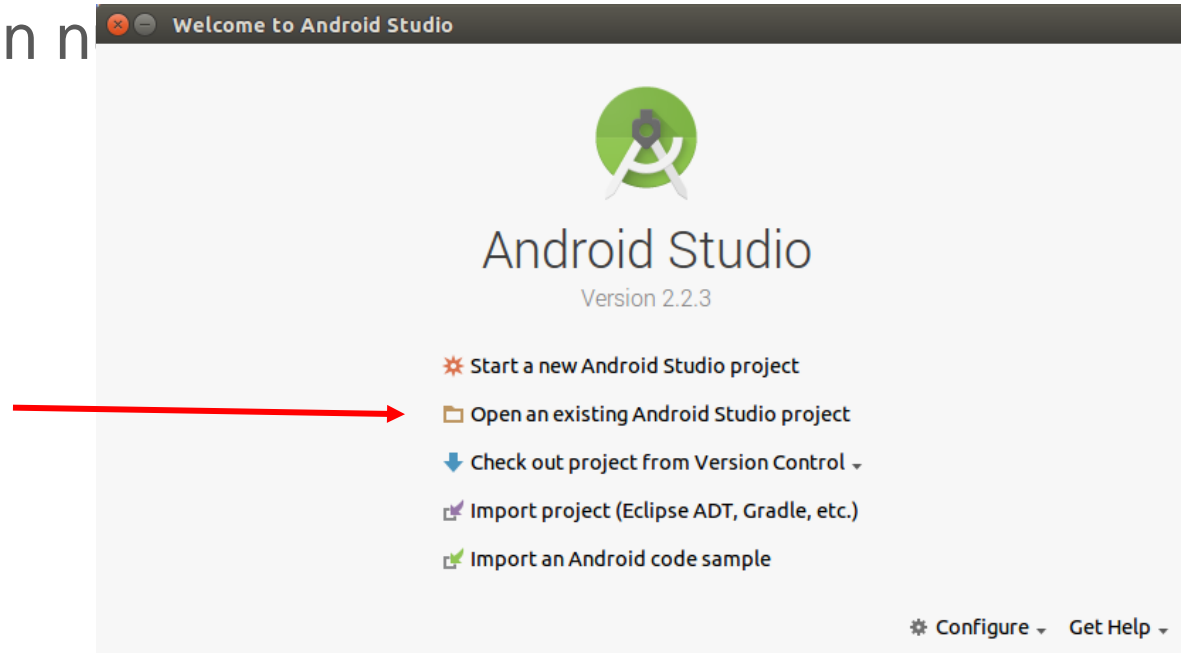 n n
Welcome to Android Studio
Android Studio
Version 2.2.3
Start a new Android Studio project
Open an existing Android Studio project
Check out project from Version Control
Import project (Eclipse ADT, Gradle, etc.)
Import an Android code sample
Configure Get Help